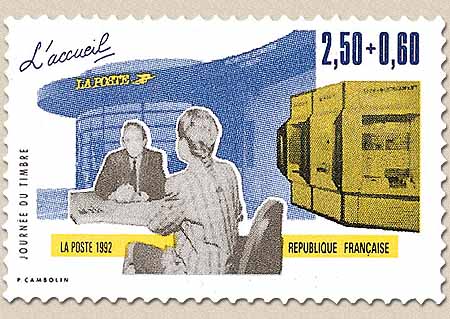 L'accueil
2,50+0,60
LA POSTE
JOURNÉE DU TIMBRE
LA POSTE 1992
REPUBLIQUE FRANÇAISE
P CAMBOLIN